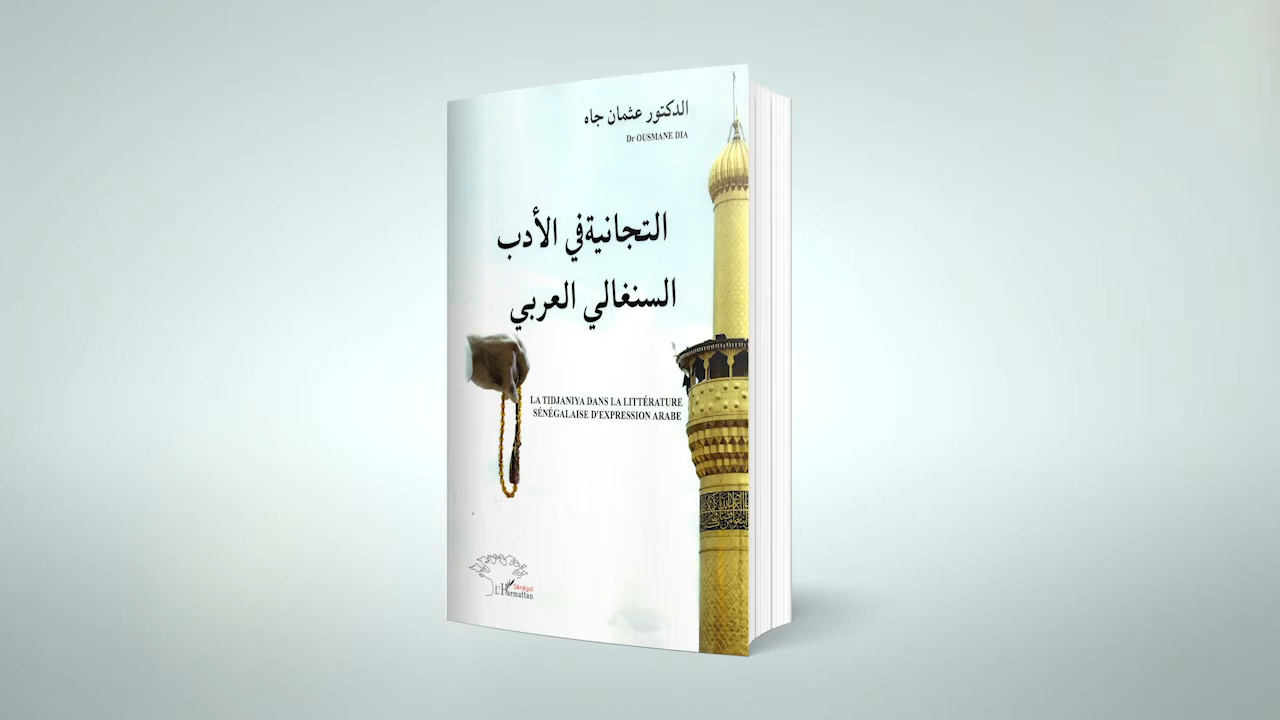 الدكتور عثمان جاه
Dr OUSMANE DIA
التجانيةفي الأدب
السنغالي العربي
LA TIDJANIYA DANS LA LITTÉRATURE
SÉNÉGALAISE D'EXPRESSION ARABE
Sénégal
L'Harmattan